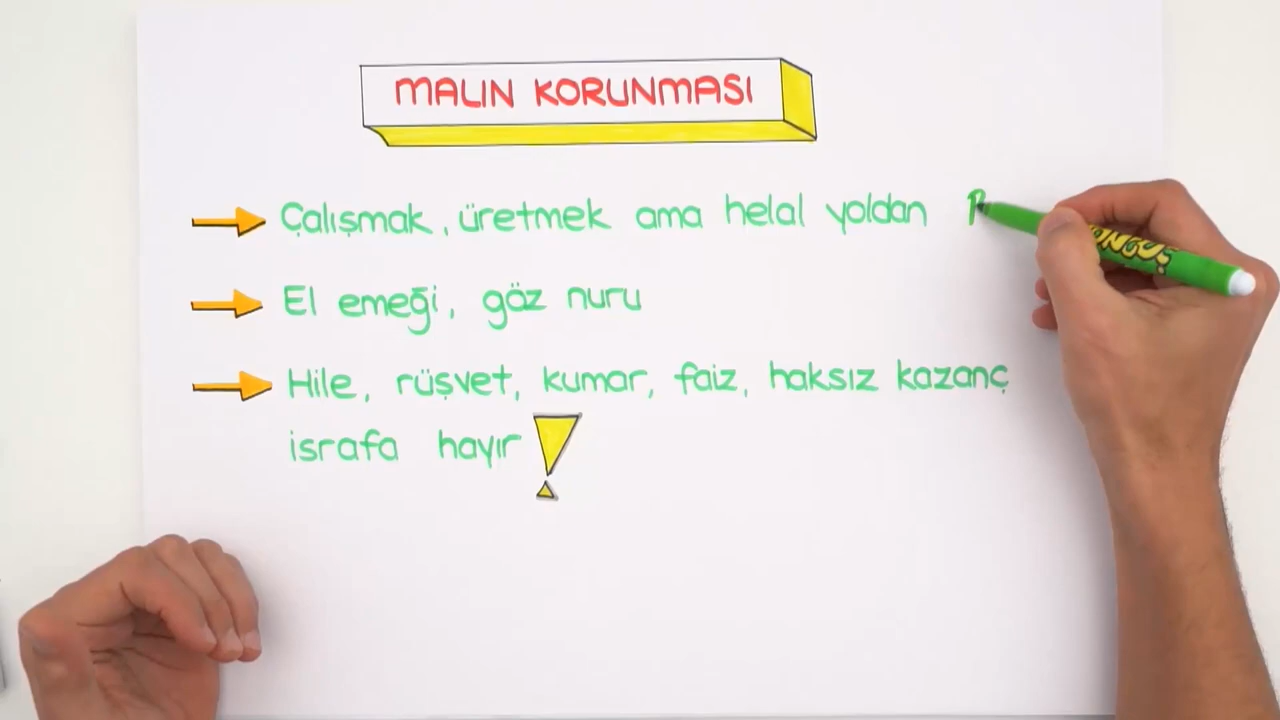 MALIN KORUNMASI
Çalışmak, üretmek ama helal yoldan
El emeği, göz nuru
Hile, rüşvet, kumar, faiz, haksız kazanç
israfa hayır!